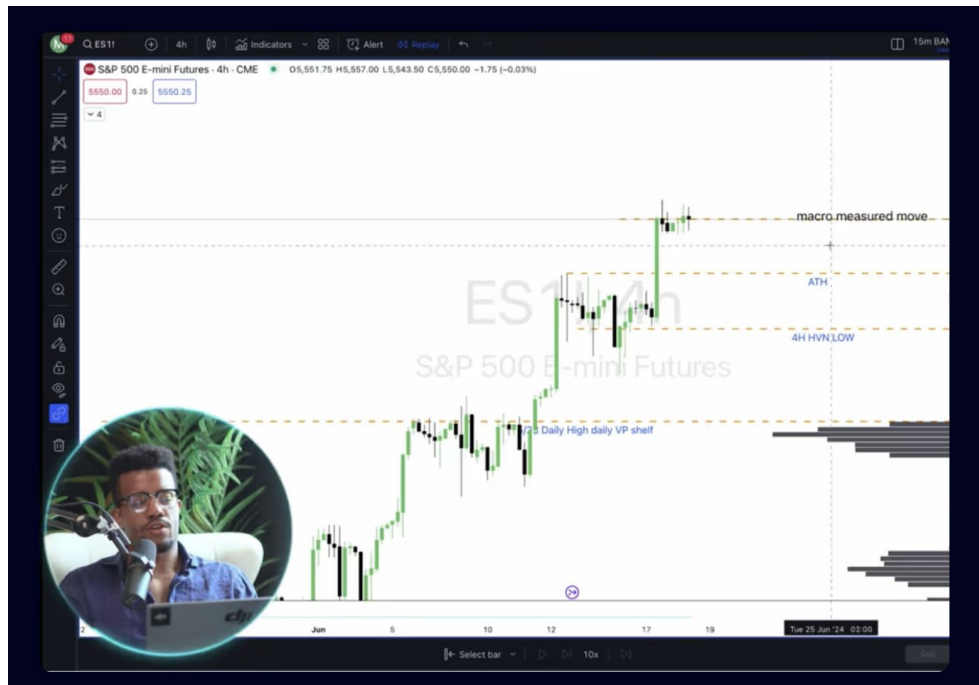 M 11 ES1! 4h Indicators Alert Replay 15m
S&P 500 E-mini Futures · 4h · CME O5,551.75 H5,557.00 L5,543.50 C5,550.00 −1.75 (−0.03%)
5550.00 0.25 5550.25
4
macro measured move
ATH
ES1!, 4h
4H HVN LOW
S&P 500 E-mini Futures
Daily High daily VP shelf
dji
Jun 5 10 12 17 19 Tue 25 Jun '24 02:00
Select bar 10x